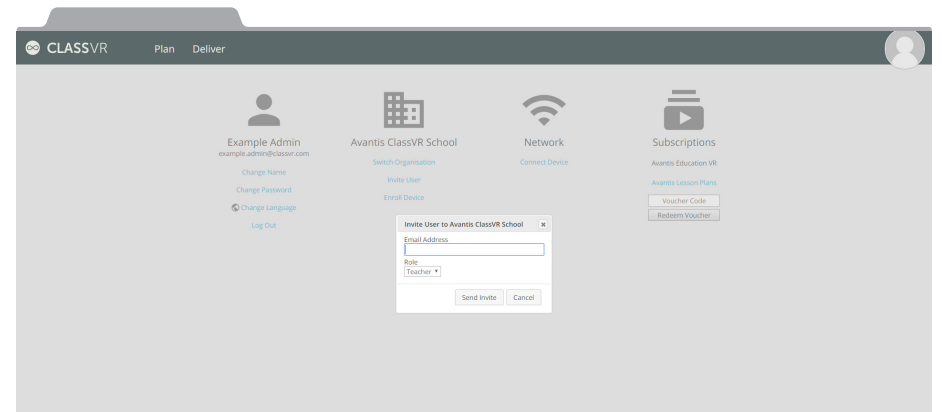 CLASSVR
Plan
Deliver
Example Admin
example.admin@classvr.com
Change Name
Change Password
Change Language
Log Out
Avantis ClassVR School
Switch Organisation
Invite User
Enroll Device
Network
Connect Device
Subscriptions
Avantis Education VR
Avantis Lesson Plans
Voucher Code
Redeem Voucher
Invite User to Avantis ClassVR School
Email Address
Role
Teacher
Send Invite
Cancel